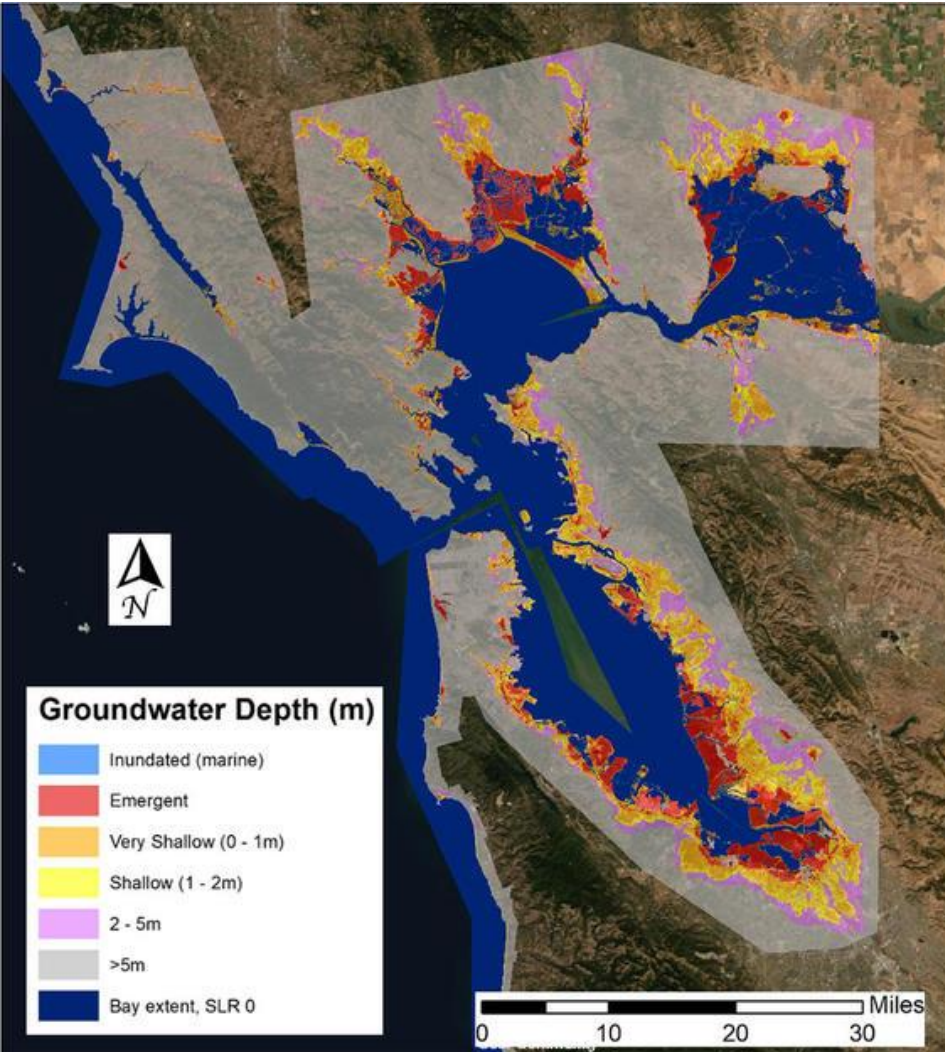 N
Groundwater Depth (m)
Inundated (marine)
Emergent
Very Shallow (0 - 1m)
Shallow (1 - 2m)
2 - 5m
>5m
Bay extent, SLR 0
Miles
0 10 20 30